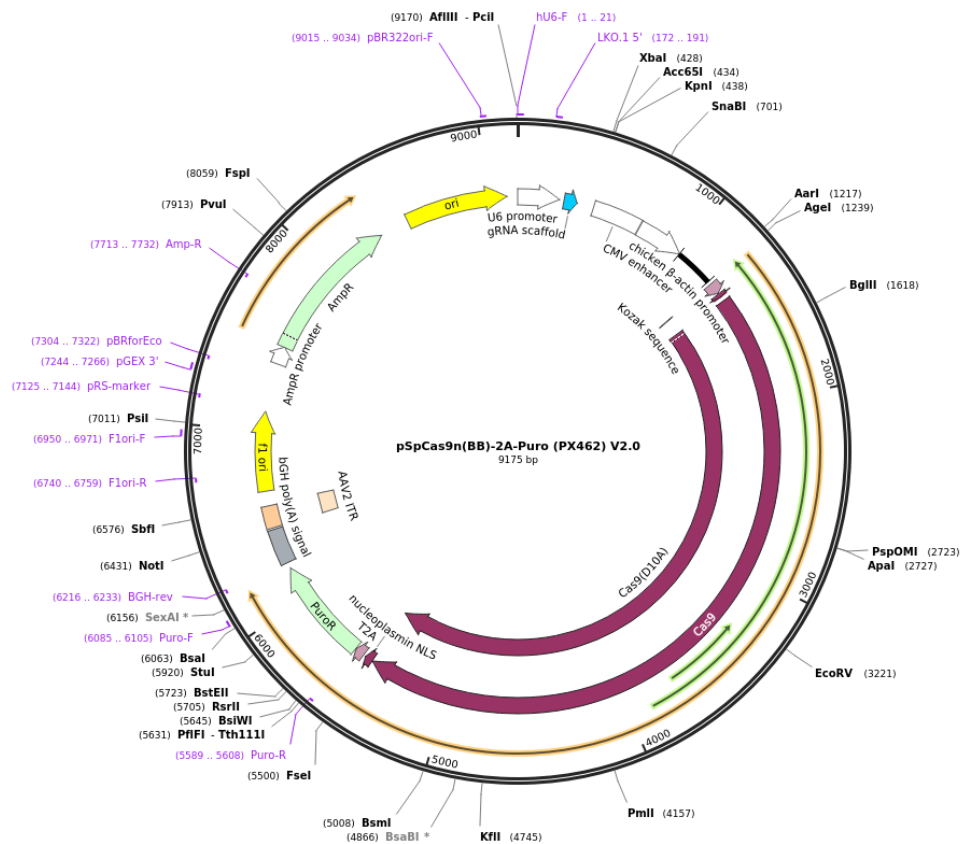 (9170) AflIII - PciI
hU6-F (1 .. 21)
(9015 .. 9034) pBR322ori-F
LKO.1 5' (172 .. 191)
XbaI (428)
Acc65I (434)
KpnI (438)
SnaBI (701)
9000
1000
(8059) FspI
(7913) PvuI
8000
AarI (1217)
AgeI (1239)
ori
U6 promoter
gRNA scaffold
CMV enhancer
chicken β-actin promoter
(7713 .. 7732) Amp-R
AmpR
BglII (1618)
Kozak sequence
(7304 .. 7322) pBRforEco
(7244 .. 7266) pGEX 3'
AmpR promoter
2000
(7125 .. 7144) pRS-marker
(7011) PsiI
(6950 .. 6971) F1ori-F
7000
f1 ori
pSpCas9n(BB)-2A-Puro (PX462) V2.0
9175 bp
(6740 .. 6759) F1ori-R
bGH poly(A) signal
AAV2 ITR
(6576) SbfI
(6431) NotI
PspOMI (2723)
ApaI (2727)
Cas9(D10A)
3000
(6216 .. 6233) BGH-rev
(6156) SexAI *
(6085 .. 6105) Puro-F
PuroR
nucleoplasmin NLS
T2A
Cas9
6000
(6063) BsaI
(5920) StuI
EcoRV (3221)
(5723) BstEII
(5705) RsrII
(5645) BsiWI
(5631) PflFI - Tth111I
(5589 .. 5608) Puro-R
(5500) FseI
4000
5000
PmlI (4157)
(5008) BsmI
(4866) BsaBI *
KflI (4745)